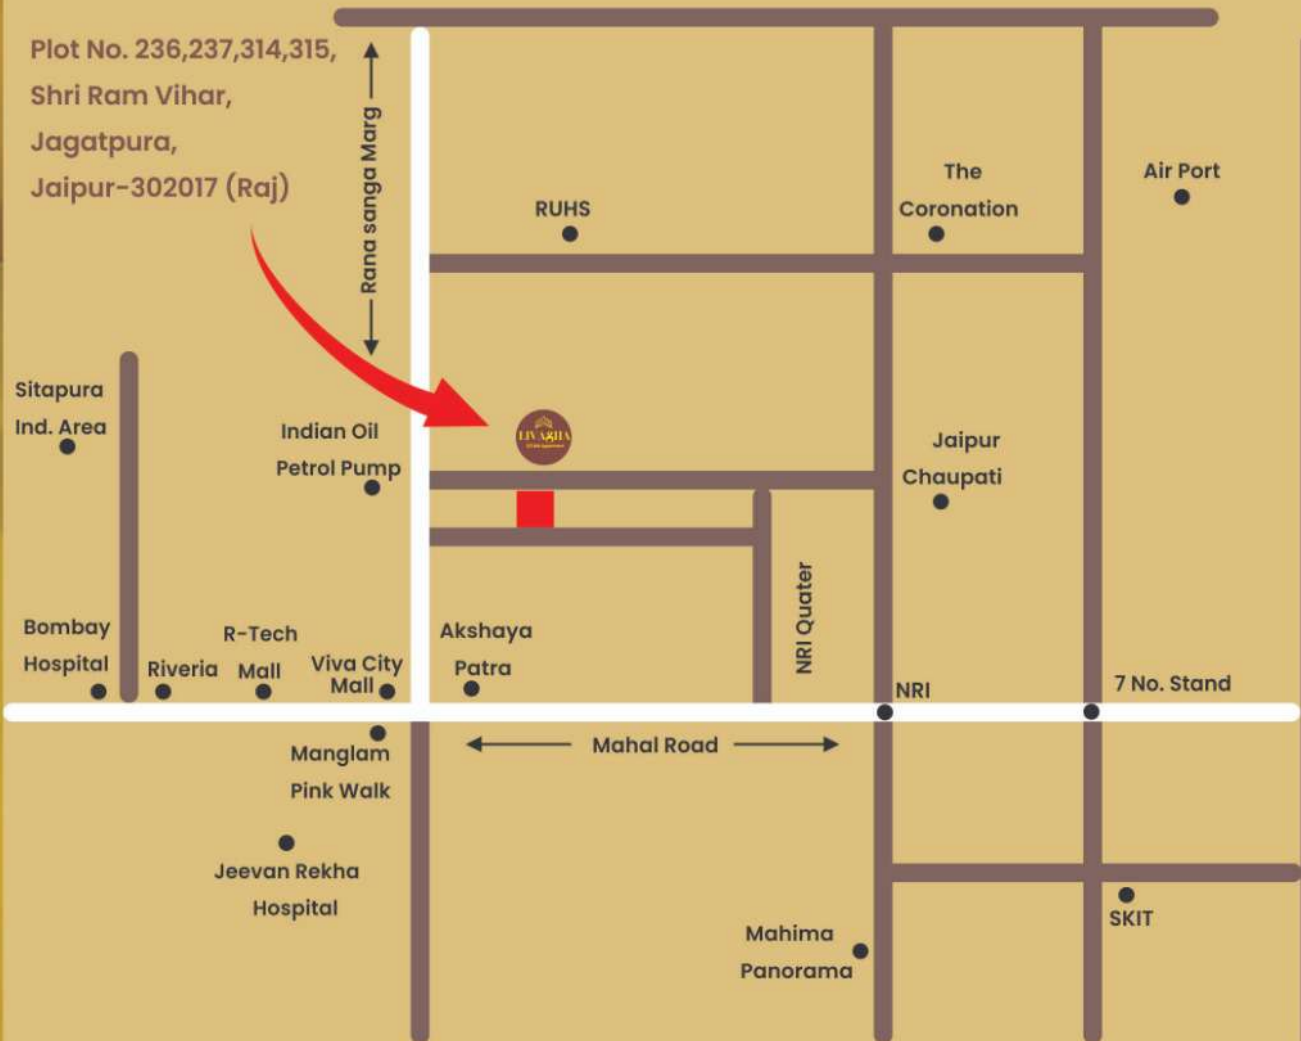 Plot No. 236,237,314,315,
Shri Ram Vihar,
Jagatpura,
Jaipur-302017 (Raj)
Rana sanga Marg
RUHS
The
Coronation
Air Port
Sitapura
Ind. Area
Indian Oil
Petrol Pump
Jaipur
Chaupati
NRI Quater
Bombay
Hospital
Riveria
R-Tech
Mall
Viva City
Mall
Akshaya
Patra
NRI
7 No. Stand
Mahal Road
Manglam
Pink Walk
Jeevan Rekha
Hospital
Mahima
Panorama
SKIT